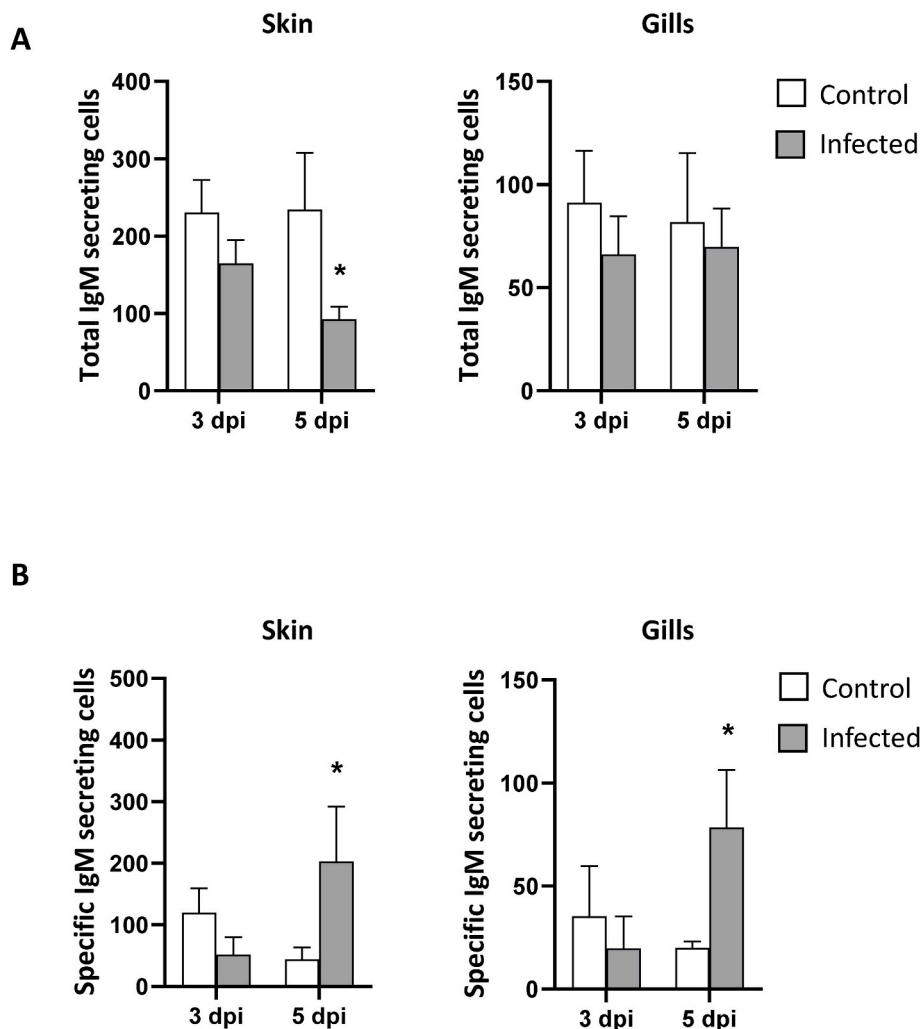 A
Skin
Gills
Total IgM secreting cells
400
300
200
100
0
*
3 dpi
5 dpi
Total IgM secreting cells
150
100
50
0
3 dpi
5 dpi
Control
Infected
B
Skin
Gills
Specific IgM secreting cells
500
400
300
200
100
0
*
3 dpi
5 dpi
Specific IgM secreting cells
150
100
50
0
*
3 dpi
5 dpi
Control
Infected